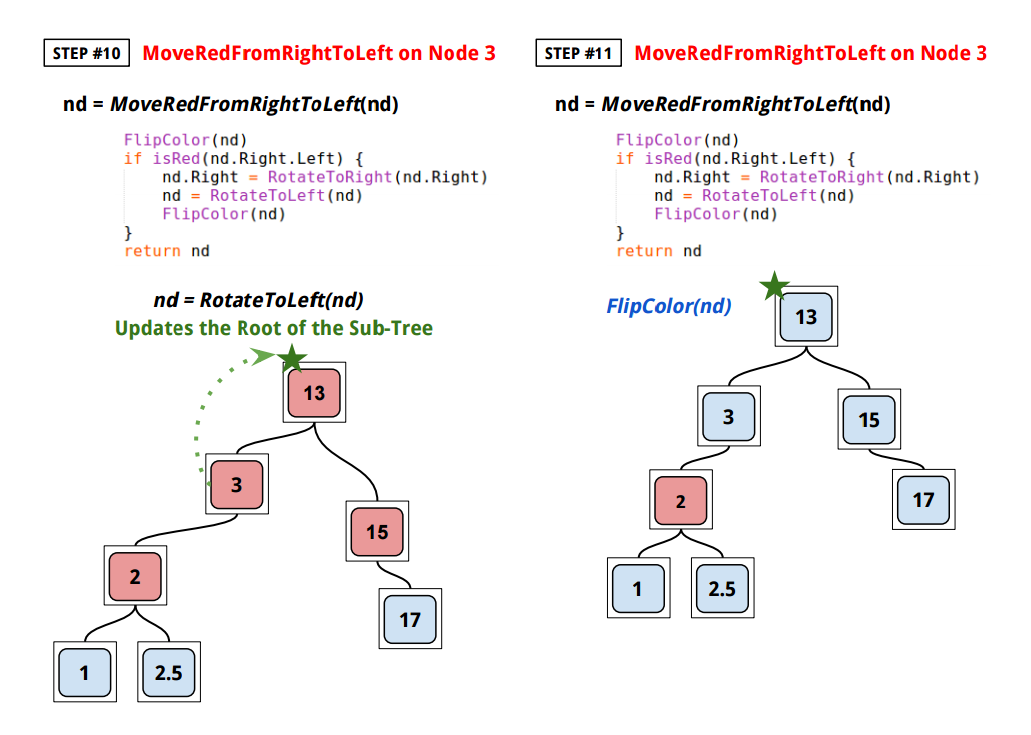 STEP #10 MoveRedFromRightToLeft on Node 3
nd = MoveRedFromRightToLeft(nd)
FlipColor(nd)
if isRed(nd.Right.Left) {
nd.Right = RotateToRight(nd.Right)
nd = RotateToLeft(nd)
FlipColor(nd)
}
return nd
nd = RotateToLeft(nd)
Updates the Root of the Sub-Tree
13
3
15
2
17
1 2.5
STEP #11 MoveRedFromRightToLeft on Node 3
nd = MoveRedFromRightToLeft(nd)
FlipColor(nd)
if isRed(nd.Right.Left) {
nd.Right = RotateToRight(nd.Right)
nd = RotateToLeft(nd)
FlipColor(nd)
}
return nd
FlipColor(nd)
13
3 15
2 17
1 2.5